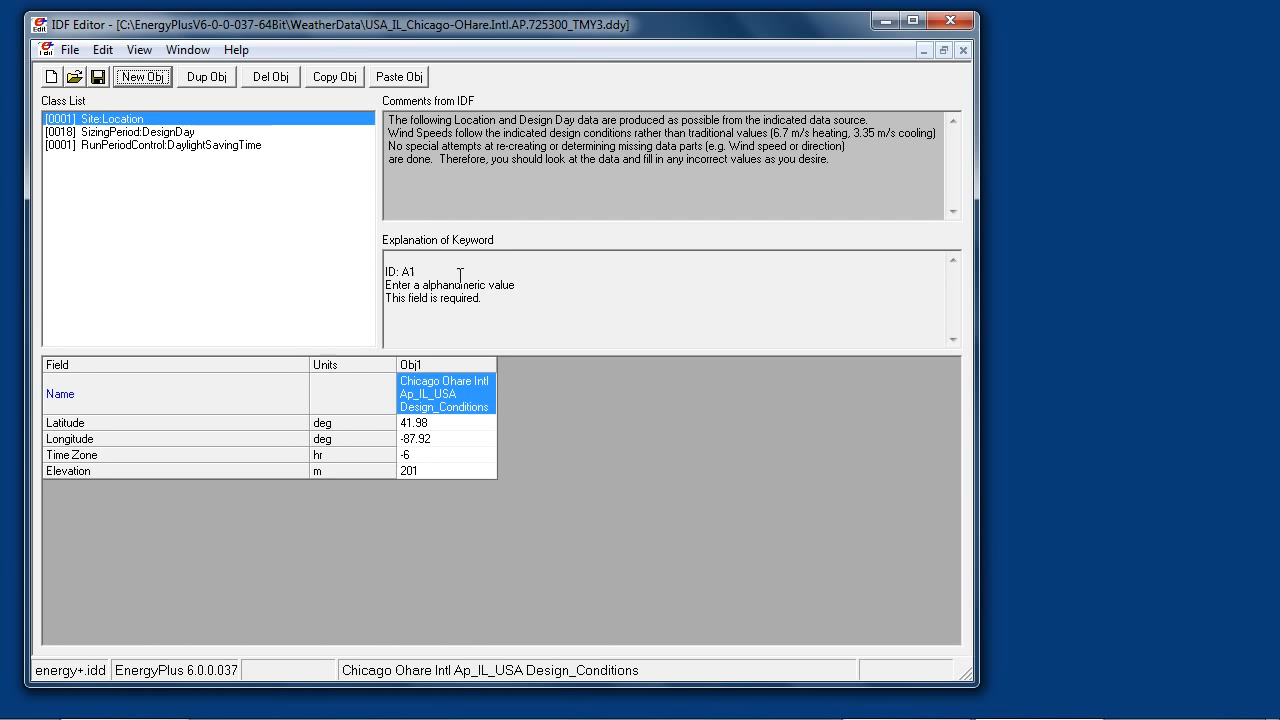 IDF Editor - [C:\EnergyPlusV6-0-0-037-64Bit\WeatherData\USA_IL_Chicago-OHare.Intl.AP.725300_TMY3.ddy]
File Edit View Window Help
New Obj Dup Obj Del Obj Copy Obj Paste Obj
Class List
[0001] Site:Location
[0018] SizingPeriod:DesignDay
[0001] RunPeriodControl:DaylightSavingTime
Comments from IDF
The following Location and Design Day data are produced as possible from the indicated data source.
Wind Speeds follow the indicated design conditions rather than traditional values (6.7 m/s heating, 3.35 m/s cooling)
No special attempts at re-creating or determining missing data parts (e.g. Wind speed or direction)
are done. Therefore, you should look at the data and fill in any incorrect values as you desire.
Explanation of Keyword
ID: A1
Enter a alphanumeric value
This field is required.
Field Units Obj1
Name Chicago Ohare Intl
Ap_IL_USA
Design_Conditions
Latitude deg 41.98
Longitude deg -87.92
Time Zone hr -6
Elevation m 201
energy+.idd EnergyPlus 6.0.0.037 Chicago Ohare Intl Ap_IL_USA Design_Conditions